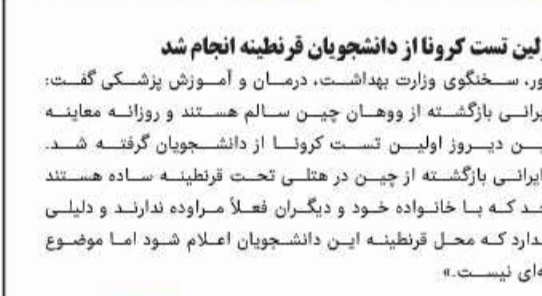 ولین تست کرونا از دانشجویان قرنطینه انجام شد
ور، سخنگوی وزارت بهداشت، درمان و آموزش پزشکی گفت:
یرانی بازگشته از ووهان چین سالم هستند و روزانه معاینه
ین دیروز اولین تست کرونا از دانشجویان گرفته شد.
ایرانی بازگشته از چین در هتلی تحت قرنطینه ساده هستند
حد که با خانواده خود و دیگران فعلاً مراوده ندارند و دلیلی
دارد که محل قرنطینه این دانشجویان اعلام شود اما موضوع
ه‌ای نیست.»